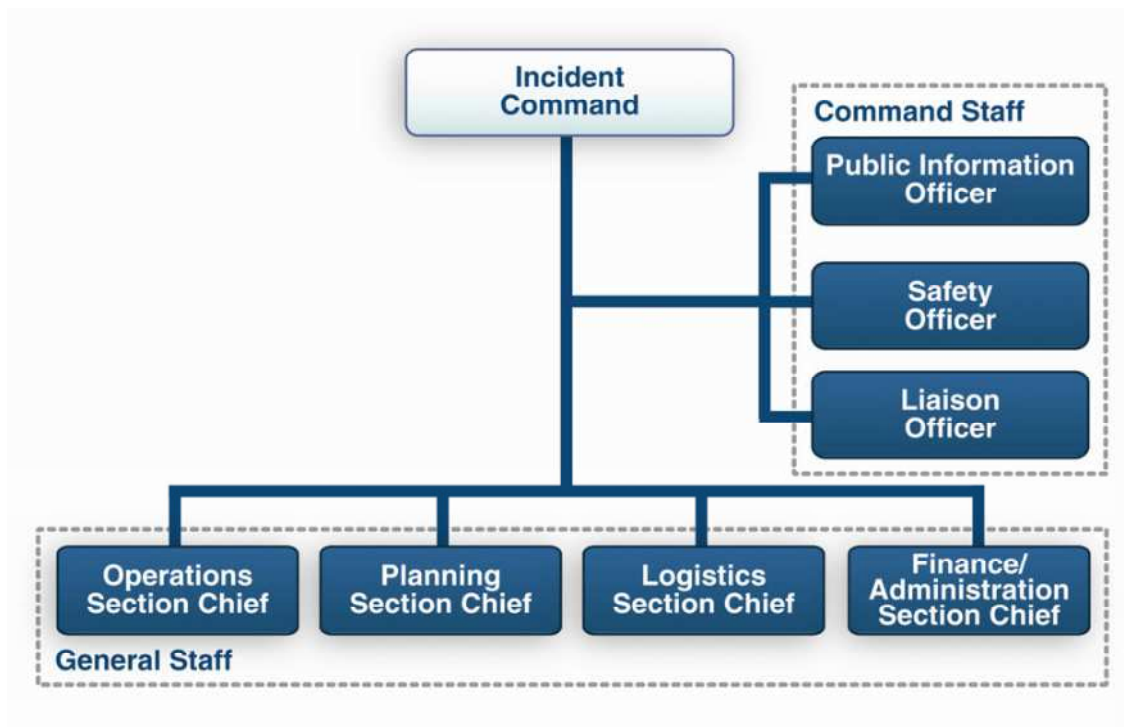 Incident
Command
Command Staff
Public Information
Officer
Safety
Officer
Liaison
Officer
Operations
Section Chief
Planning
Section Chief
Logistics
Section Chief
Finance/
Administration
Section Chief
General Staff